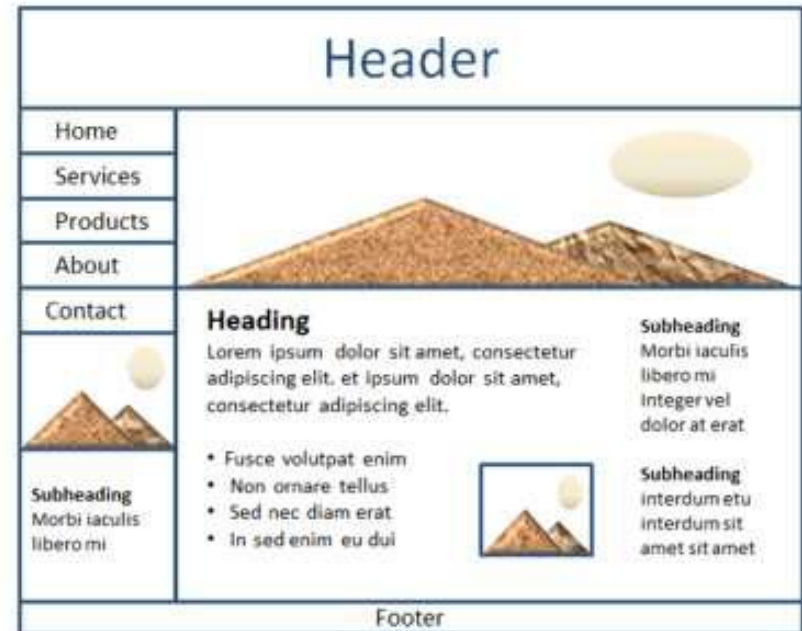 Header
Home
Services
Products
About
Contact
Subheading
Morbi iaculis
libero mi
Heading
Lorem ipsum dolor sit amet, consectetur
adipiscing elit. et ipsum dolor sit amet,
consectetur adipiscing elit.
• Fusce volutpat enim
• Non ornare tellus
• Sed nec diam erat
• In sed enim eu dui
Subheading
Morbi iaculis
libero mi
Integer vel
dolor at erat
Subheading
interdum etu
interdum sit
amet sit amet
Footer